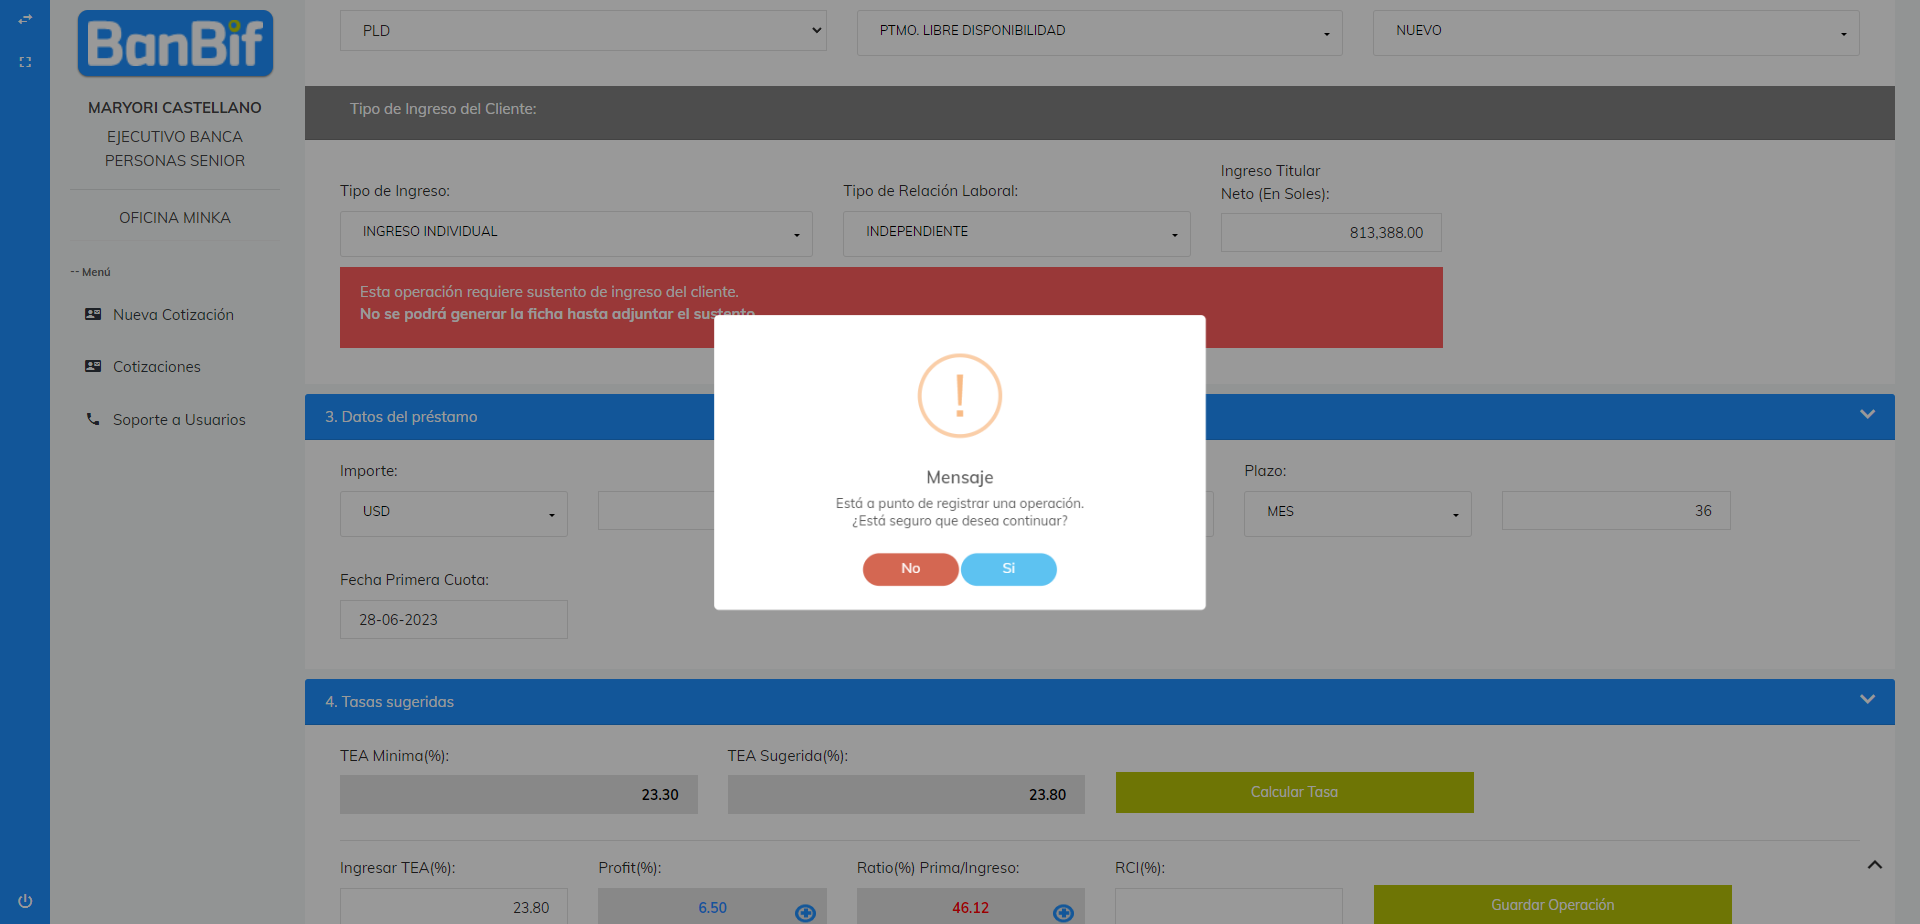 BanBif
MARYORI CASTELLANO
EJECUTIVO BANCA
PERSONAS SENIOR
OFICINA MINKA
-- Menú
Nueva Cotización
Cotizaciones
Soporte a Usuarios
PLD
PTMO. LIBRE DISPONIBILIDAD
NUEVO
Tipo de Ingreso del Cliente:
Tipo de Ingreso:
Tipo de Relación Laboral:
Ingreso Titular
Neto (En Soles):
INGRESO INDIVIDUAL
INDEPENDIENTE
813,388.00
Esta operación requiere sustento de ingreso del cliente.
No se podrá generar la ficha hasta adjuntar el sustento
3. Datos del préstamo
Importe:
Plazo:
USD
MES
36
Fecha Primera Cuota:
28-06-2023
Mensaje
Está a punto de registrar una operación.
¿Está seguro que desea continuar?
No
Si
4. Tasas sugeridas
TEA Minima(%):
TEA Sugerida(%):
23.30
23.80
Calcular Tasa
Ingresar TEA(%):
Profit(%):
Ratio(%) Prima/Ingreso:
RCI(%):
23.80
6.50
46.12
Guardar Operación